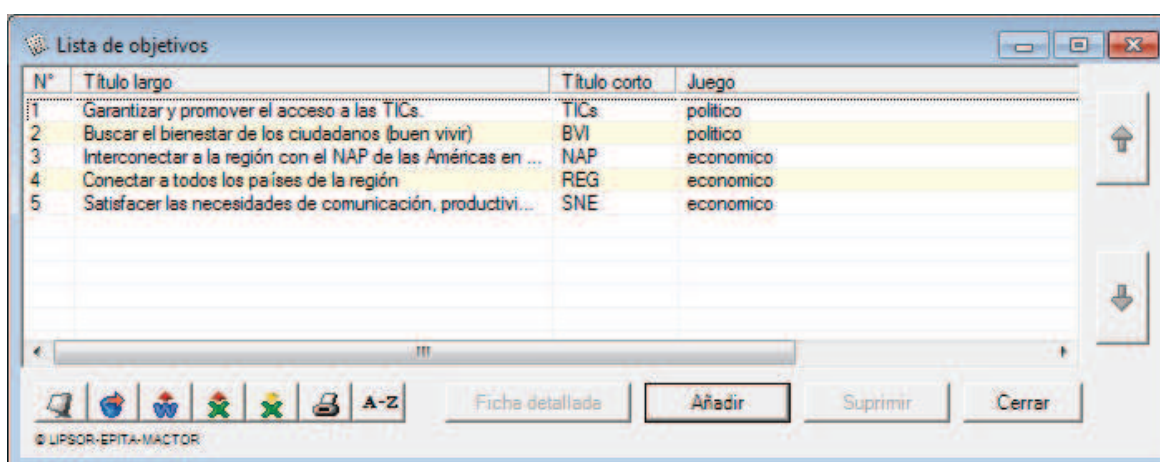 Lista de objetivos
N° Título largo Título corto Juego
1 Garantizar y promover el acceso a las TICs. TICs politico
2 Buscar el bienestar de los ciudadanos (buen vivir) BVI politico
3 Interconectar a la región con el NAP de las Américas en ... NAP economico
4 Conectar a todos los países de la región REG economico
5 Satisfacer las necesidades de comunicación, productivi... SNE economico
A-Z Ficha detallada Añadir Suprimir Cerrar
© LIPSOR-EPITA-MACTOR